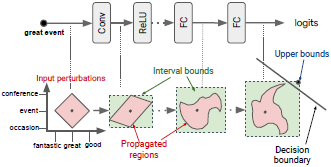 great event
Conv
ReLU
FC
FC
logits
Input perturbations
Interval bounds
Upper bounds
conference
event
occasion
fantastic great good
Propagated
regions
Decision
boundary